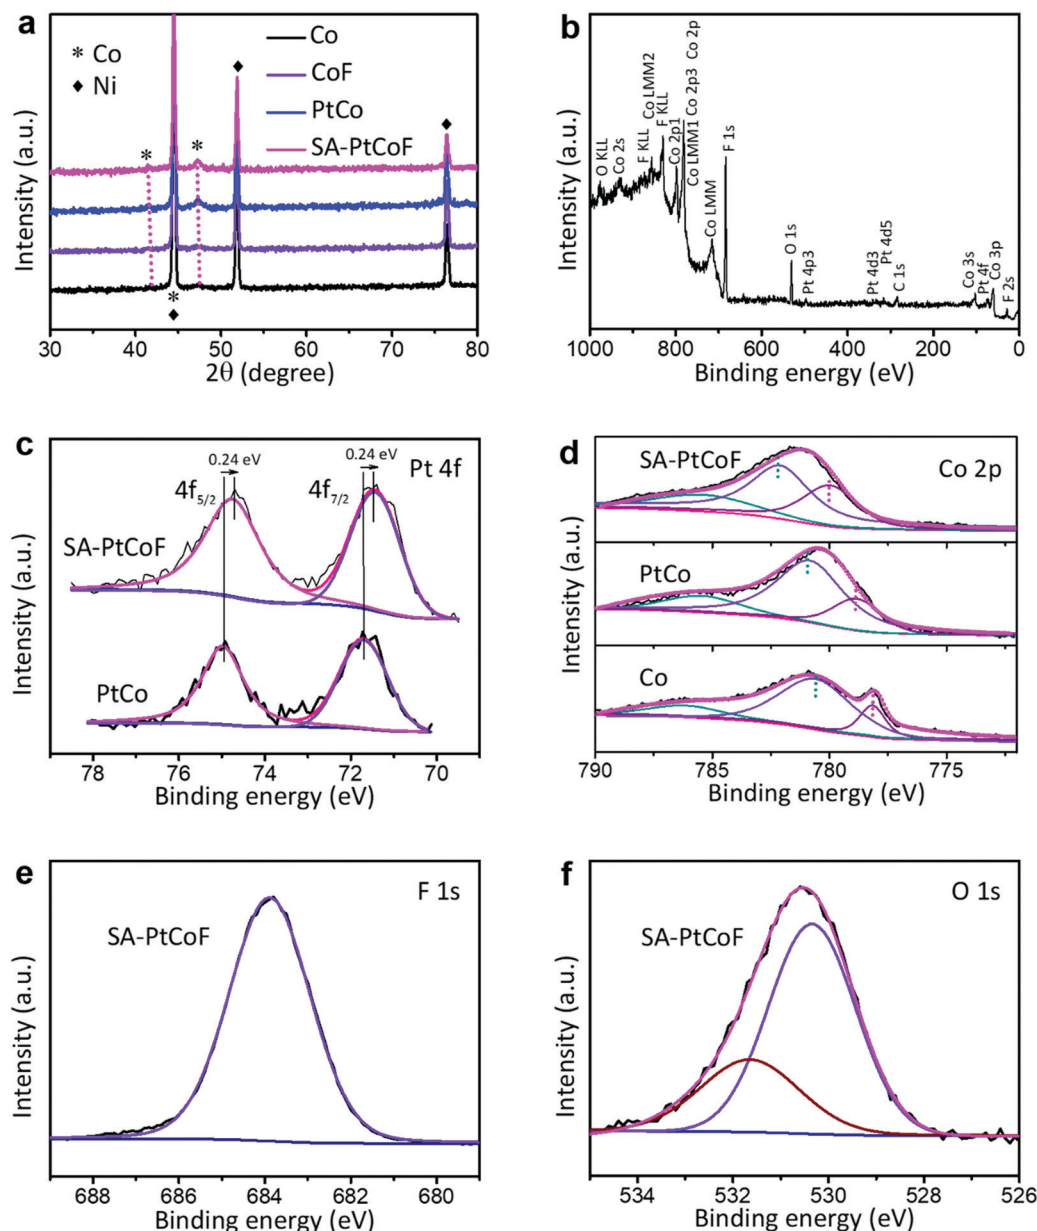 a
* Co
♦ Ni
Co
CoF
PtCo
SA-PtCoF
Intensity (a.u.)
30 40 50 60 70 80
2θ (degree)
b
O KLL
Co 2s
F KLL
Co LMM2
F KLL
Co 2p1
Co LMM1 Co 2p3 Co 2p
Co LMM
F 1s
O 1s
Pt 4p3
Pt 4d3
Pt 4d5
C 1s
Co 3s
Pt 4f
Co 3p
F 2s
Intensity (a.u.)
1000 800 600 400 200 0
Binding energy (eV)
c
0.24 eV
0.24 eV
Pt 4f
4f5/2
4f7/2
SA-PtCoF
PtCo
Intensity (a.u.)
78 76 74 72 70
Binding energy (eV)
d
SA-PtCoF
Co 2p
PtCo
Co
Intensity (a.u.)
790 785 780 775
Binding energy (eV)
e
F 1s
SA-PtCoF
Intensity (a.u.)
688 686 684 682 680
Binding energy (eV)
f
O 1s
SA-PtCoF
Intensity (a.u.)
534 532 530 528 526
Binding energy (eV)